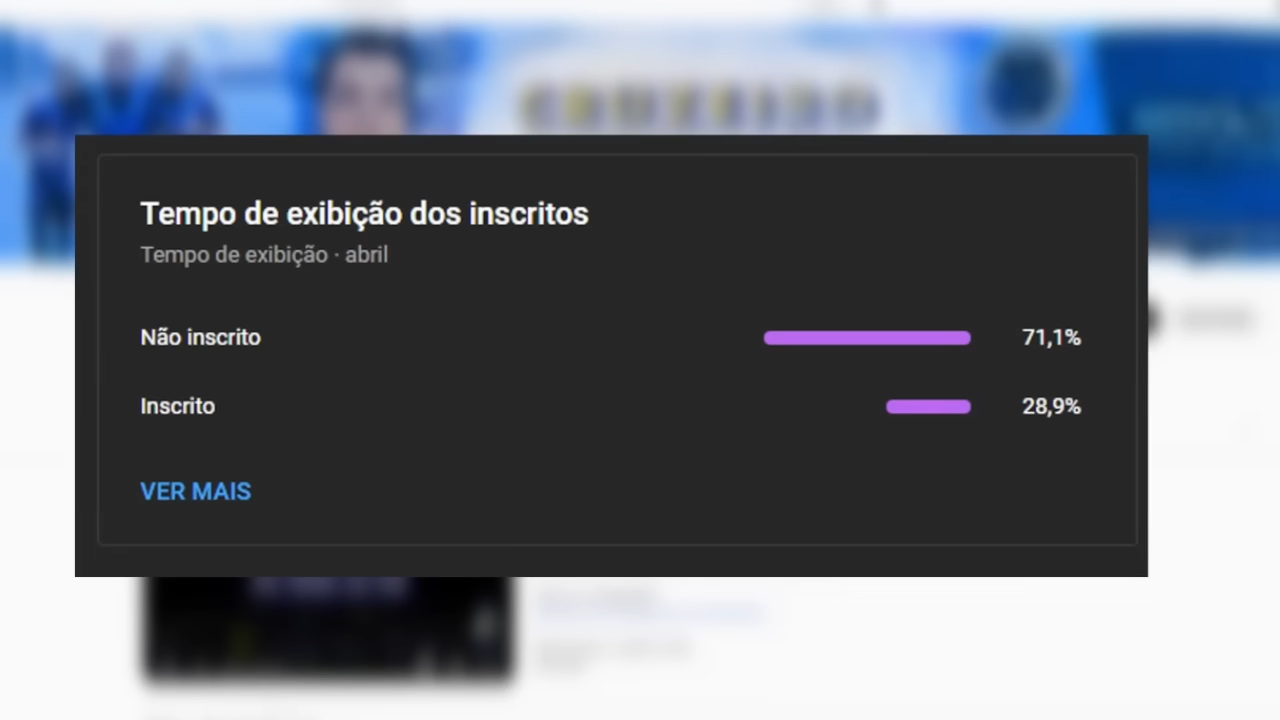 Tempo de exibição dos inscritos
Tempo de exibição · abril
Não inscrito 71,1%
Inscrito 28,9%
VER MAIS